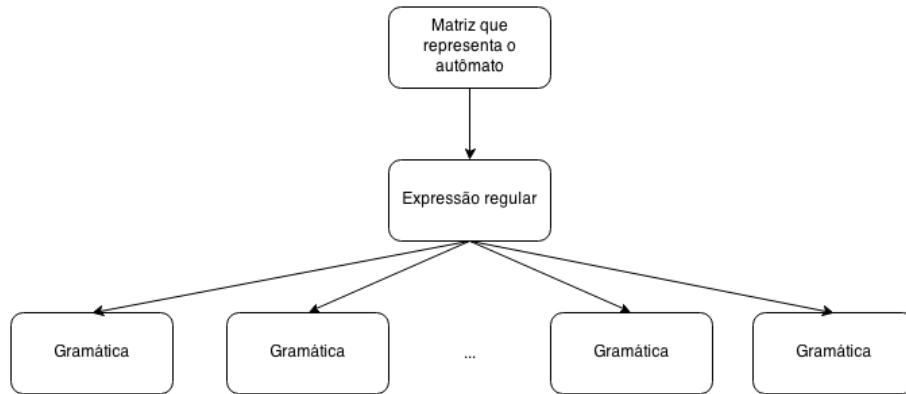 Matriz que
representa o
autômato
Expressão regular
Gramática
Gramática
...
Gramática
Gramática